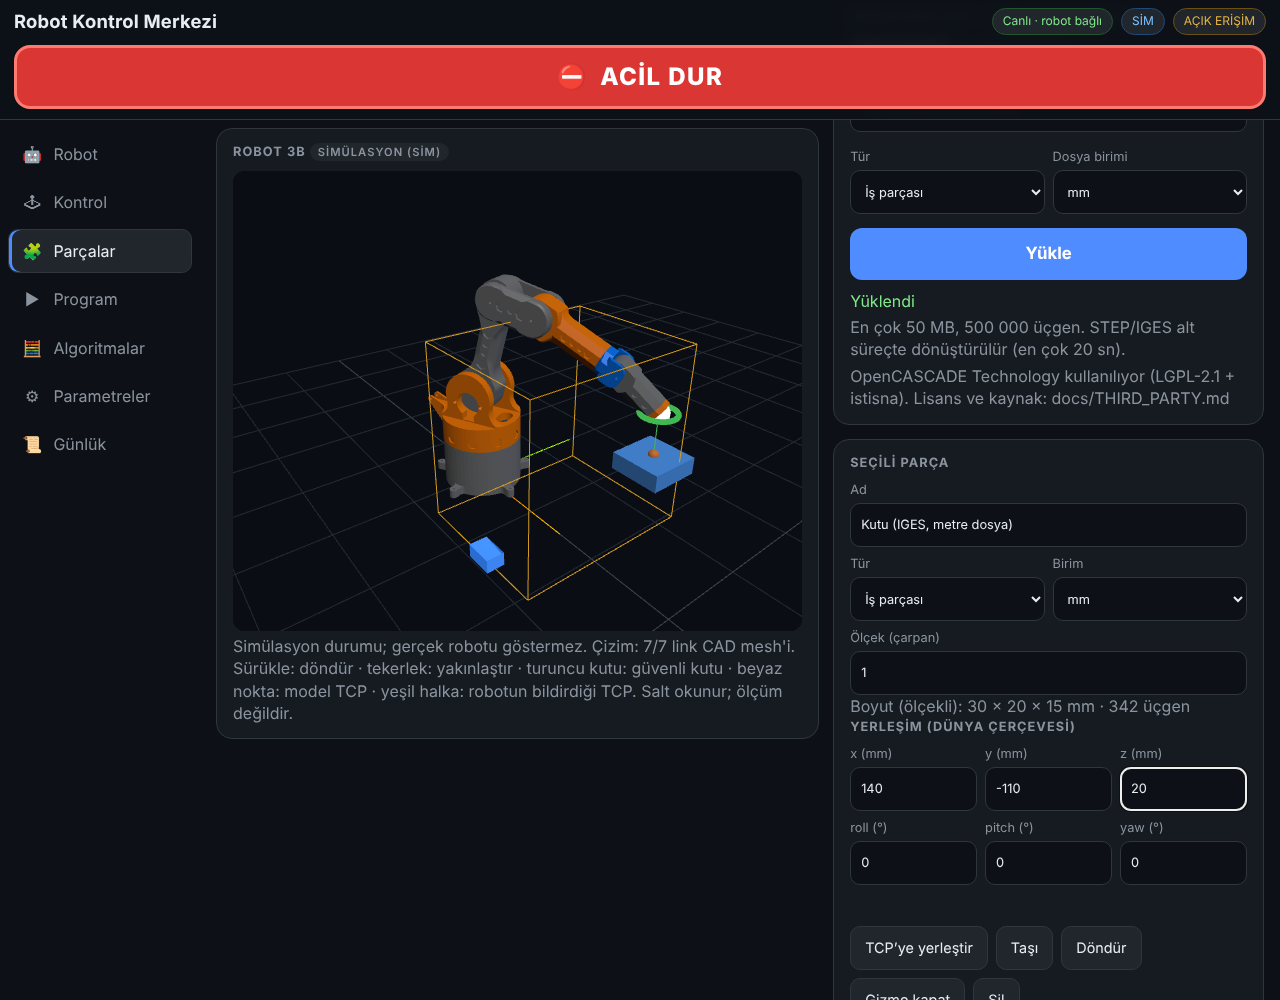 Robot Kontrol Merkezi
Canlı · robot bağlı
SİM
AÇIK ERİŞİM
ACİL DUR
Robot
Kontrol
Parçalar
Program
Algoritmalar
Parametreler
Günlük
ROBOT 3B SİMÜLASYON (SİM)
Simülasyon durumu; gerçek robotu göstermez. Çizim: 7/7 link CAD mesh'i.
Sürükle: döndür · tekerlek: yakınlaştır · turuncu kutu: güvenli kutu · beyaz
nokta: model TCP · yeşil halka: robotun bildirdiği TCP. Salt okunur; ölçüm
değildir.
Tür
Dosya birimi
İş parçası
mm
Yükle
Yüklendi
En çok 50 MB, 500 000 üçgen. STEP/IGES alt
süreçte dönüştürülür (en çok 20 sn).
OpenCASCADE Technology kullanılıyor (LGPL-2.1 +
istisna). Lisans ve kaynak: docs/THIRD_PARTY.md
SEÇİLİ PARÇA
Ad
Kutu (IGES, metre dosya)
Tür
Birim
İş parçası
mm
Ölçek (çarpan)
1
Boyut (ölçekli): 30 × 20 × 15 mm · 342 üçgen
YERLEŞİM (DÜNYA ÇERÇEVESİ)
x (mm)
y (mm)
z (mm)
140
-110
20
roll (°)
pitch (°)
yaw (°)
0
0
0
TCP'ye yerleştir
Taşı
Döndür
Gizmo kapat
Sil